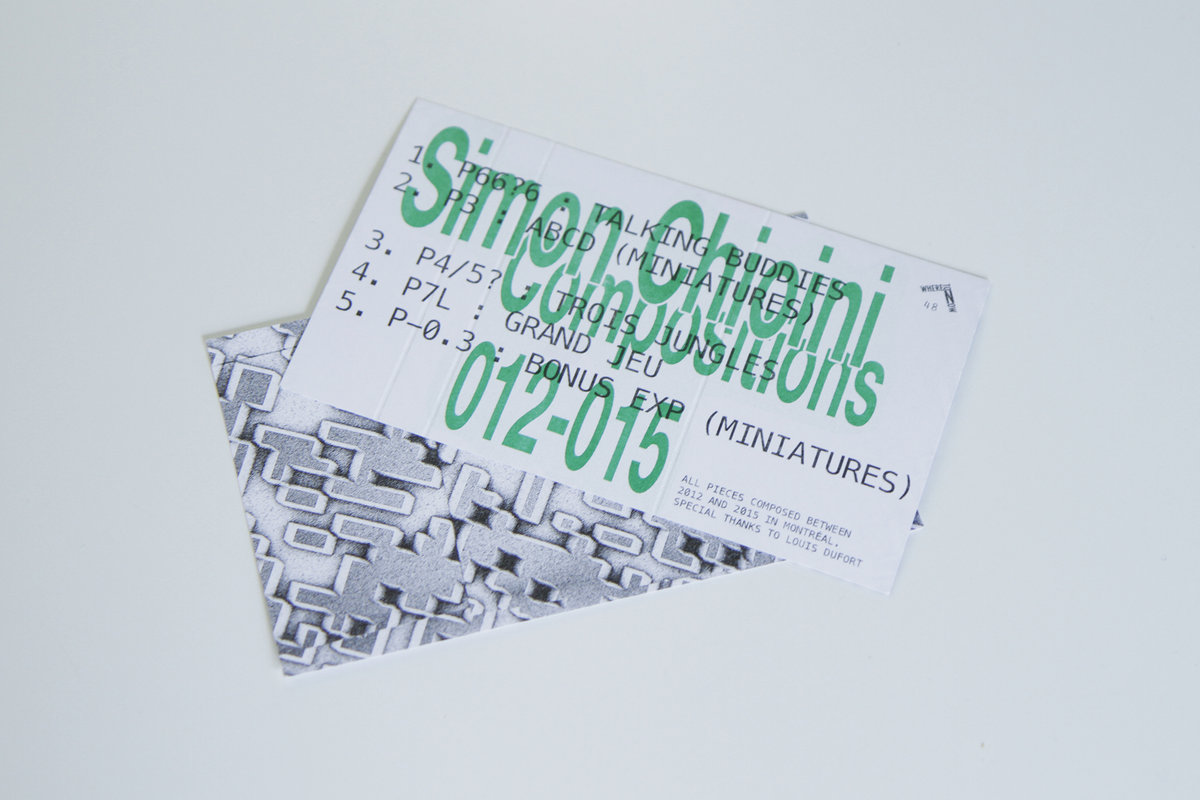 Simon Chioini
Compositions
012-015
1. P66?6 : TALKING BUDDIES
2. P3 : ABCD (MINIATURES)
3. P4/5? : TROIS JUNGLES
4. P7L : GRAND JEU
5. P-0.3 : BONUS EXP (MINIATURES)
WHERE
NOW
48
ALL PIECES COMPOSED BETWEEN
2012 AND 2015 IN MONTRÉAL.
SPECIAL THANKS TO LOUIS DUFORT